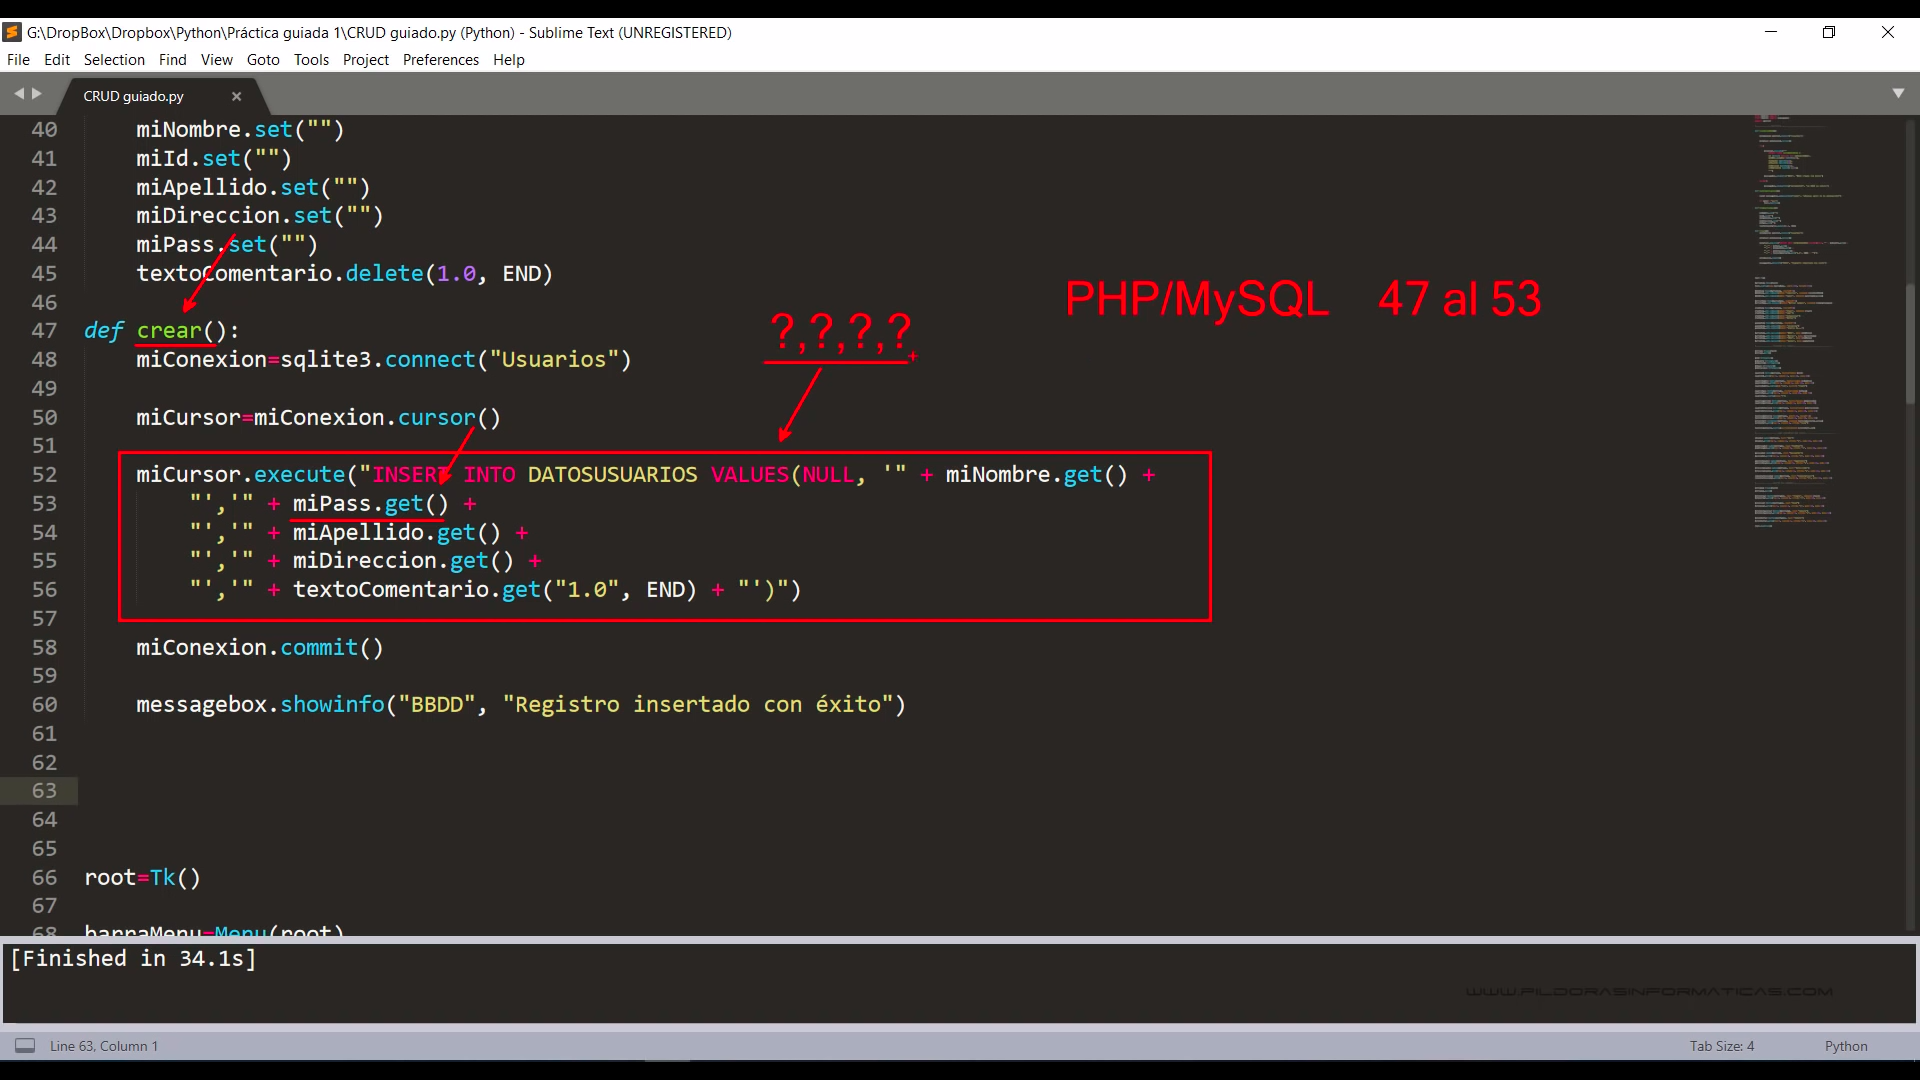 G:\DropBox\Dropbox\Python\Práctica guiada 1\CRUD guiado.py (Python) - Sublime Text (UNREGISTERED)
File Edit Selection Find View Goto Tools Project Preferences Help
CRUD guiado.py
40 miNombre.set("")
41 miId.set("")
42 miApellido.set("")
43 miDireccion.set("")
44 miPass.set("")
45 textoComentario.delete(1.0, END)
46
PHP/MySQL 47 al 53
?,?,?,?
47 def crear():
48 miConexion=sqlite3.connect("Usuarios")
49
50 miCursor=miConexion.cursor()
51
52 miCursor.execute("INSERT INTO DATOSUSUARIOS VALUES(NULL, '" + miNombre.get() +
53 "','" + miPass.get() +
54 "','" + miApellido.get() +
55 "','" + miDireccion.get() +
56 "','" + textoComentario.get("1.0", END) + "')")
57
58 miConexion.commit()
59
60 messagebox.showinfo("BBDD", "Registro insertado con éxito")
61
62
63
64
65
66 root=Tk()
67
68 barraMenu=Menu(root)
[Finished in 34.1s]
WWW.PILDORASINFORMATICAS.COM
Line 63, Column 1 Tab Size: 4 Python